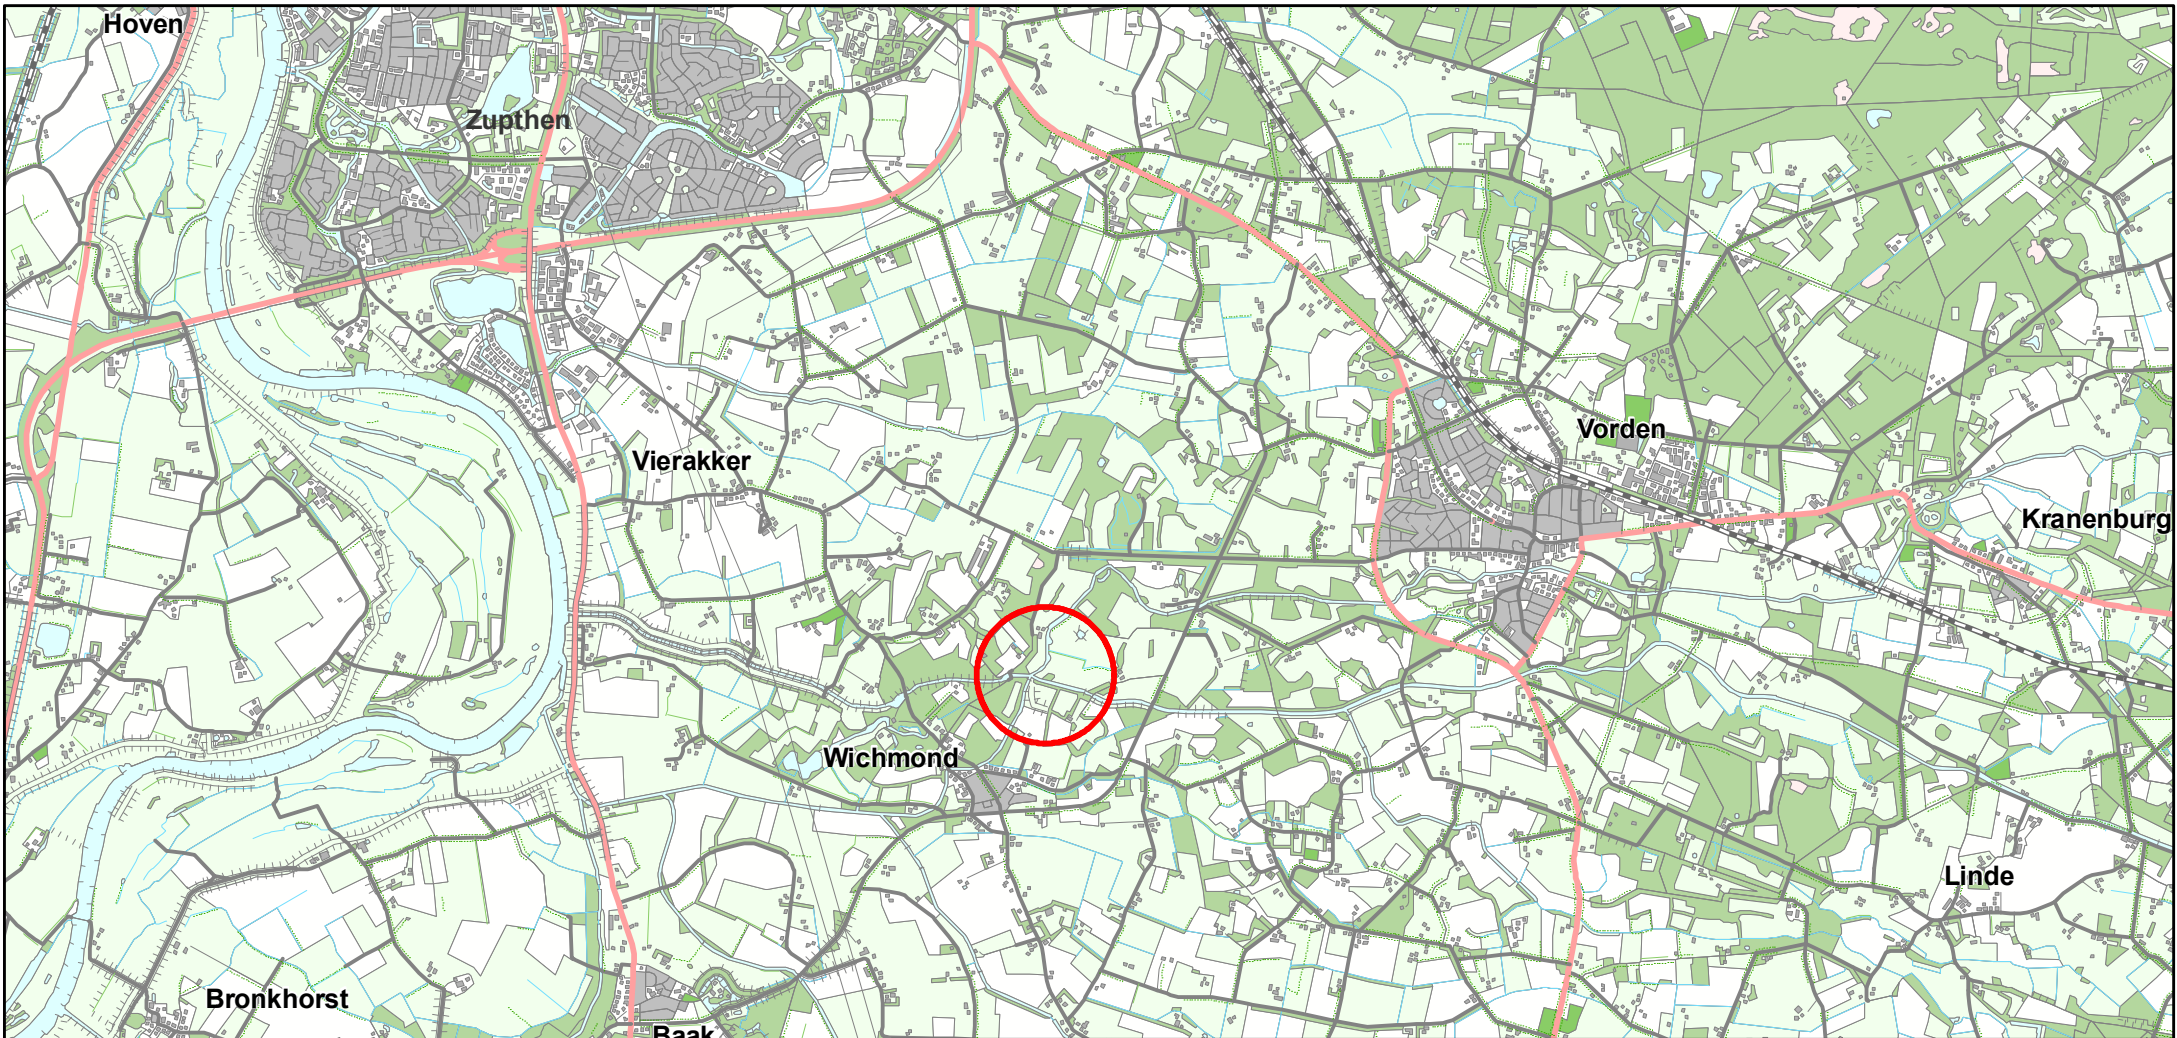 Hoven
Zupthen
Vorden
Vierakker
Kranenburg
Wichmond
Linde
Bronkhorst
Baak